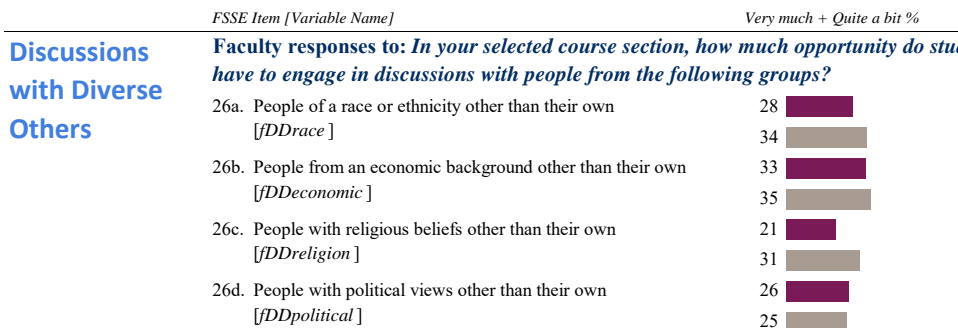 FSSE Item [Variable Name] Very much + Quite a bit %
Discussions
with Diverse
Others
Faculty responses to: In your selected course section, how much opportunity do
have to engage in discussions with people from the following groups?
26a. People of a race or ethnicity other than their own 28
[fDDrace ] 34
26b. People from an economic background other than their own 33
[fDDeconomic ] 35
26c. People with religious beliefs other than their own 21
[fDDreligion ] 31
26d. People with political views other than their own 26
[fDDpolitical ] 25